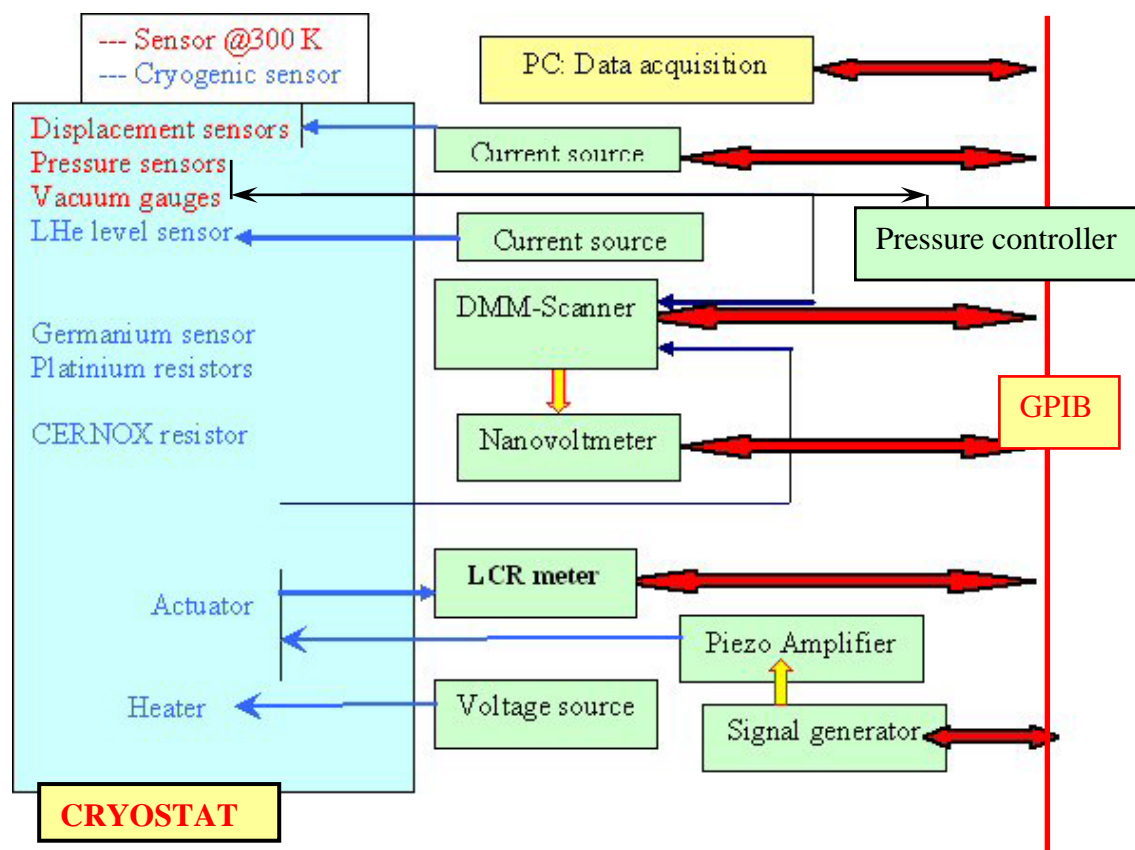 --- Sensor @300 K
--- Cryogenic sensor
PC: Data acquisition
Displacement sensors
Pressure sensors
Vacuum gauges
LHe level sensor
Current source
Current source
Pressure controller
DMM-Scanner
Germanium sensor
Platinium resistors
GPIB
CERNOX resistor
Nanovoltmeter
LCR meter
Actuator
Piezo Amplifier
Heater
Voltage source
Signal generator
CRYOSTAT